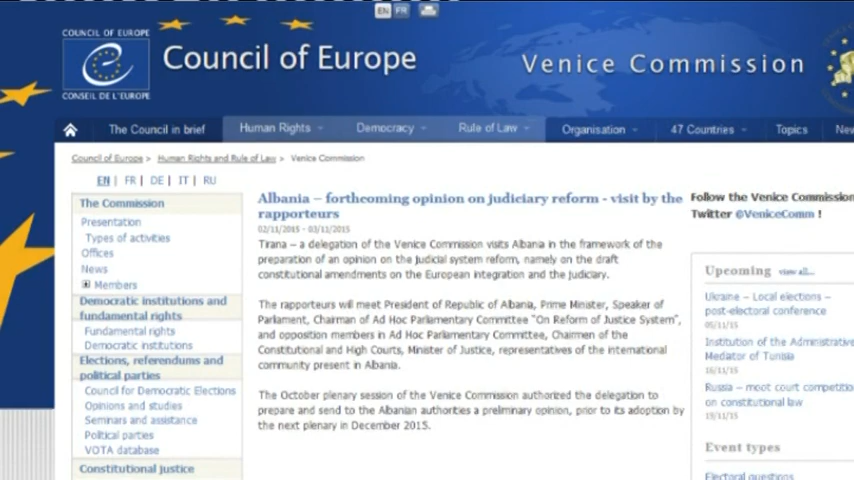 EN FR
COUNCIL OF EUROPE
CONSEIL DE L'EUROPE
Council of Europe
Venice Commission
The Council in brief Human Rights Democracy Rule of Law Organisation 47 Countries Topics New
Council of Europe > Human Rights and Rule of Law > Venice Commission
EN | FR | DE | IT | RU
The Commission
Presentation
Types of activities
Offices
News
Members
Democratic institutions and
fundamental rights
Fundamental rights
Democratic institutions
Elections, referendums and
political parties
Council for Democratic Elections
Opinions and studies
Seminars and assistance
Political parties
VOTA database
Constitutional justice
Albania – forthcoming opinion on judiciary reform - visit by the
rapporteurs
02/11/2015 - 03/11/2015
Tirana – a delegation of the Venice Commission visits Albania in the framework of the
preparation of an opinion on the judicial system reform, namely on the draft
constitutional amendments on the European integration and the judiciary.
The rapporteurs will meet President of Republic of Albania, Prime Minister, Speaker of
Parliament, Chairman of Ad Hoc Parliamentary Committee "On Reform of Justice System",
and opposition members in Ad Hoc Parliamentary Committee, Chairmen of the
Constitutional and High Courts, Minister of Justice, representatives of the international
community present in Albania.
The October plenary session of the Venice Commission authorized the delegation to
prepare and send to the Albanian authorities a preliminary opinion, prior to its adoption by
the next plenary in December 2015.
Follow the Venice Commission
Twitter @VeniceComm !
Upcoming view all...
Ukraine – Local elections –
post-electoral conference
05/11/15
Institution of the Administrative
Mediator of Tunisia
16/11/15
Russia – moot court competitio
on constitutional law
19/11/15
Event types
Electoral questions